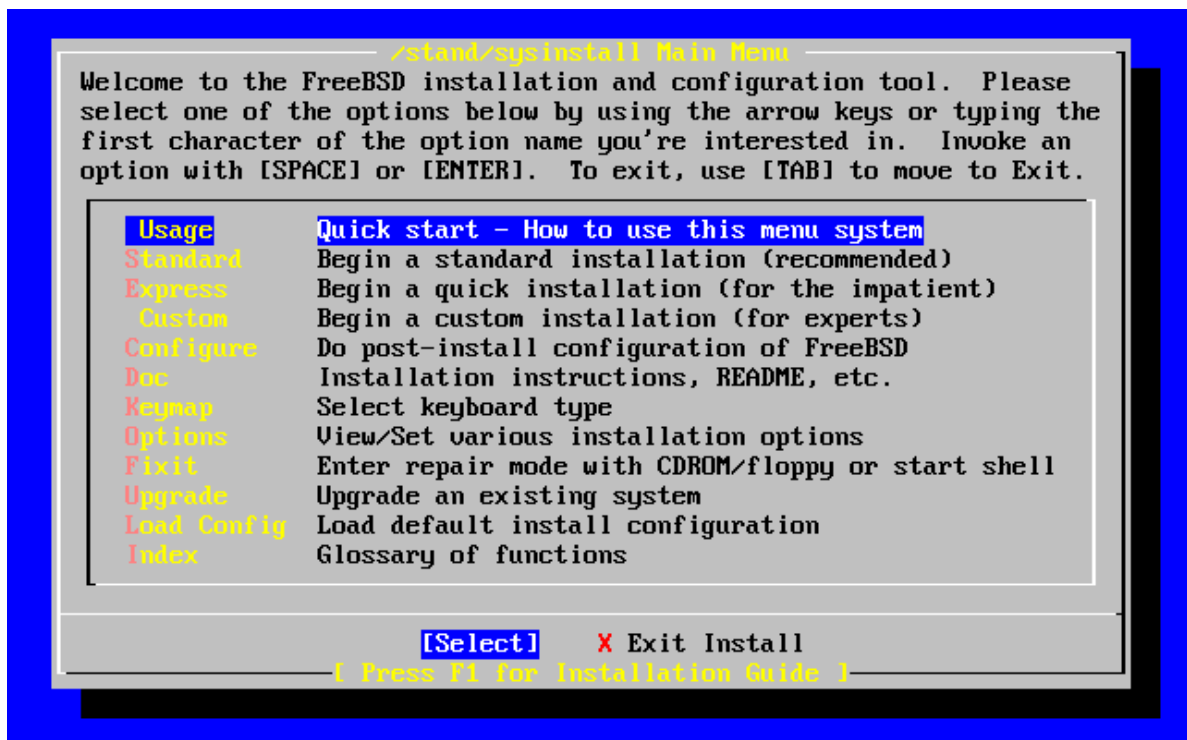 /stand/sysinstall Main Menu
Welcome to the FreeBSD installation and configuration tool.  Please
select one of the options below by using the arrow keys or typing the
first character of the option name you're interested in.  Invoke an
option with [SPACE] or [ENTER].  To exit, use [TAB] to move to Exit.
Usage Quick start - How to use this menu system
Standard Begin a standard installation (recommended)
Express Begin a quick installation (for the impatient)
Custom Begin a custom installation (for experts)
Configure Do post-install configuration of FreeBSD
Doc Installation instructions, README, etc.
Keymap Select keyboard type
Options View/Set various installation options
Fixit Enter repair mode with CDROM/floppy or start shell
Upgrade Upgrade an existing system
Load Config Load default install configuration
Index Glossary of functions
[Select] X Exit Install
[ Press F1 for Installation Guide ]